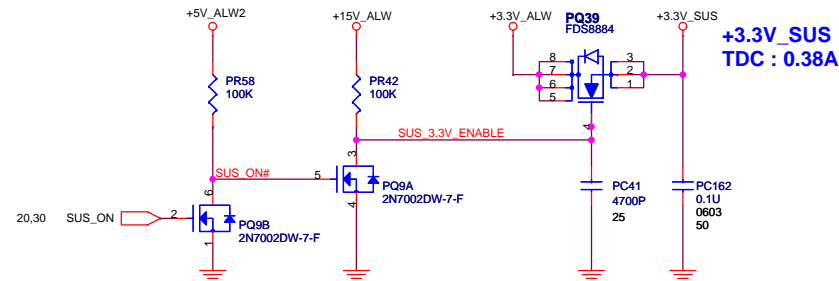 +5V_ALW2
+15V_ALW
+3.3V_ALW
PQ39
FDS8884
+3.3V_SUS
+3.3V_SUS
TDC : 0.38A
8
7
6
5
3
2
1
4
PR58
100K
PR42
100K
SUS_3.3V_ENABLE
SUS_ON#
6
5
3
4
PQ9A
2N7002DW-7-F
PC41
4700P
25
PC162
0.1U
0603
50
20,30
SUS_ON
2
1
PQ9B
2N7002DW-7-F